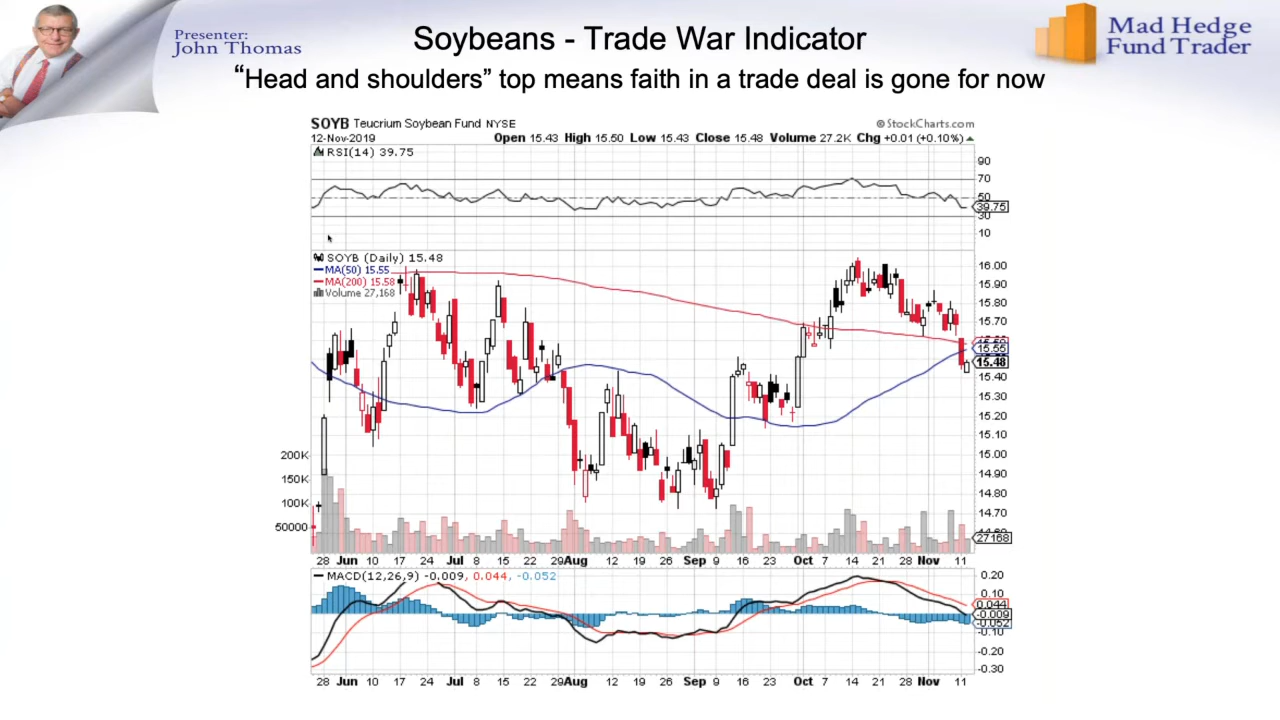 Presenter:
John Thomas
Soybeans - Trade War Indicator
“Head and shoulders” top means faith in a trade deal is gone for now
Mad Hedge
Fund Trader
SOYB Teucrium Soybean Fund NYSE
© StockCharts.com
12-Nov-2019
Open 15.43 High 15.50 Low 15.43 Close 15.48 Volume 27.2K Chg +0.01 (+0.10%)
RSI(14) 39.75
90
70
50
39.75
30
10
SOYB (Daily) 15.48
MA(50) 15.55
MA(200) 15.58
Volume 27,168
16.00
15.90
15.80
15.70
15.55
15.48
15.40
15.30
15.20
15.10
15.00
14.90
14.80
14.70
27168
200K
150K
100K
50000
28 Jun 10 17 24 Jul 8 15 22 29Aug 12 19 26 Sep 9 16 23 Oct 7 14 21 28 Nov 11
MACD(12,26,9) -0.009, 0.044, -0.052
0.20
0.10
0.044
-0.009
-0.052
-0.10
-0.20
-0.30
28 Jun 10 17 24 Jul 8 15 22 29Aug 12 19 26 Sep 9 16 23 Oct 7 14 21 28 Nov 11